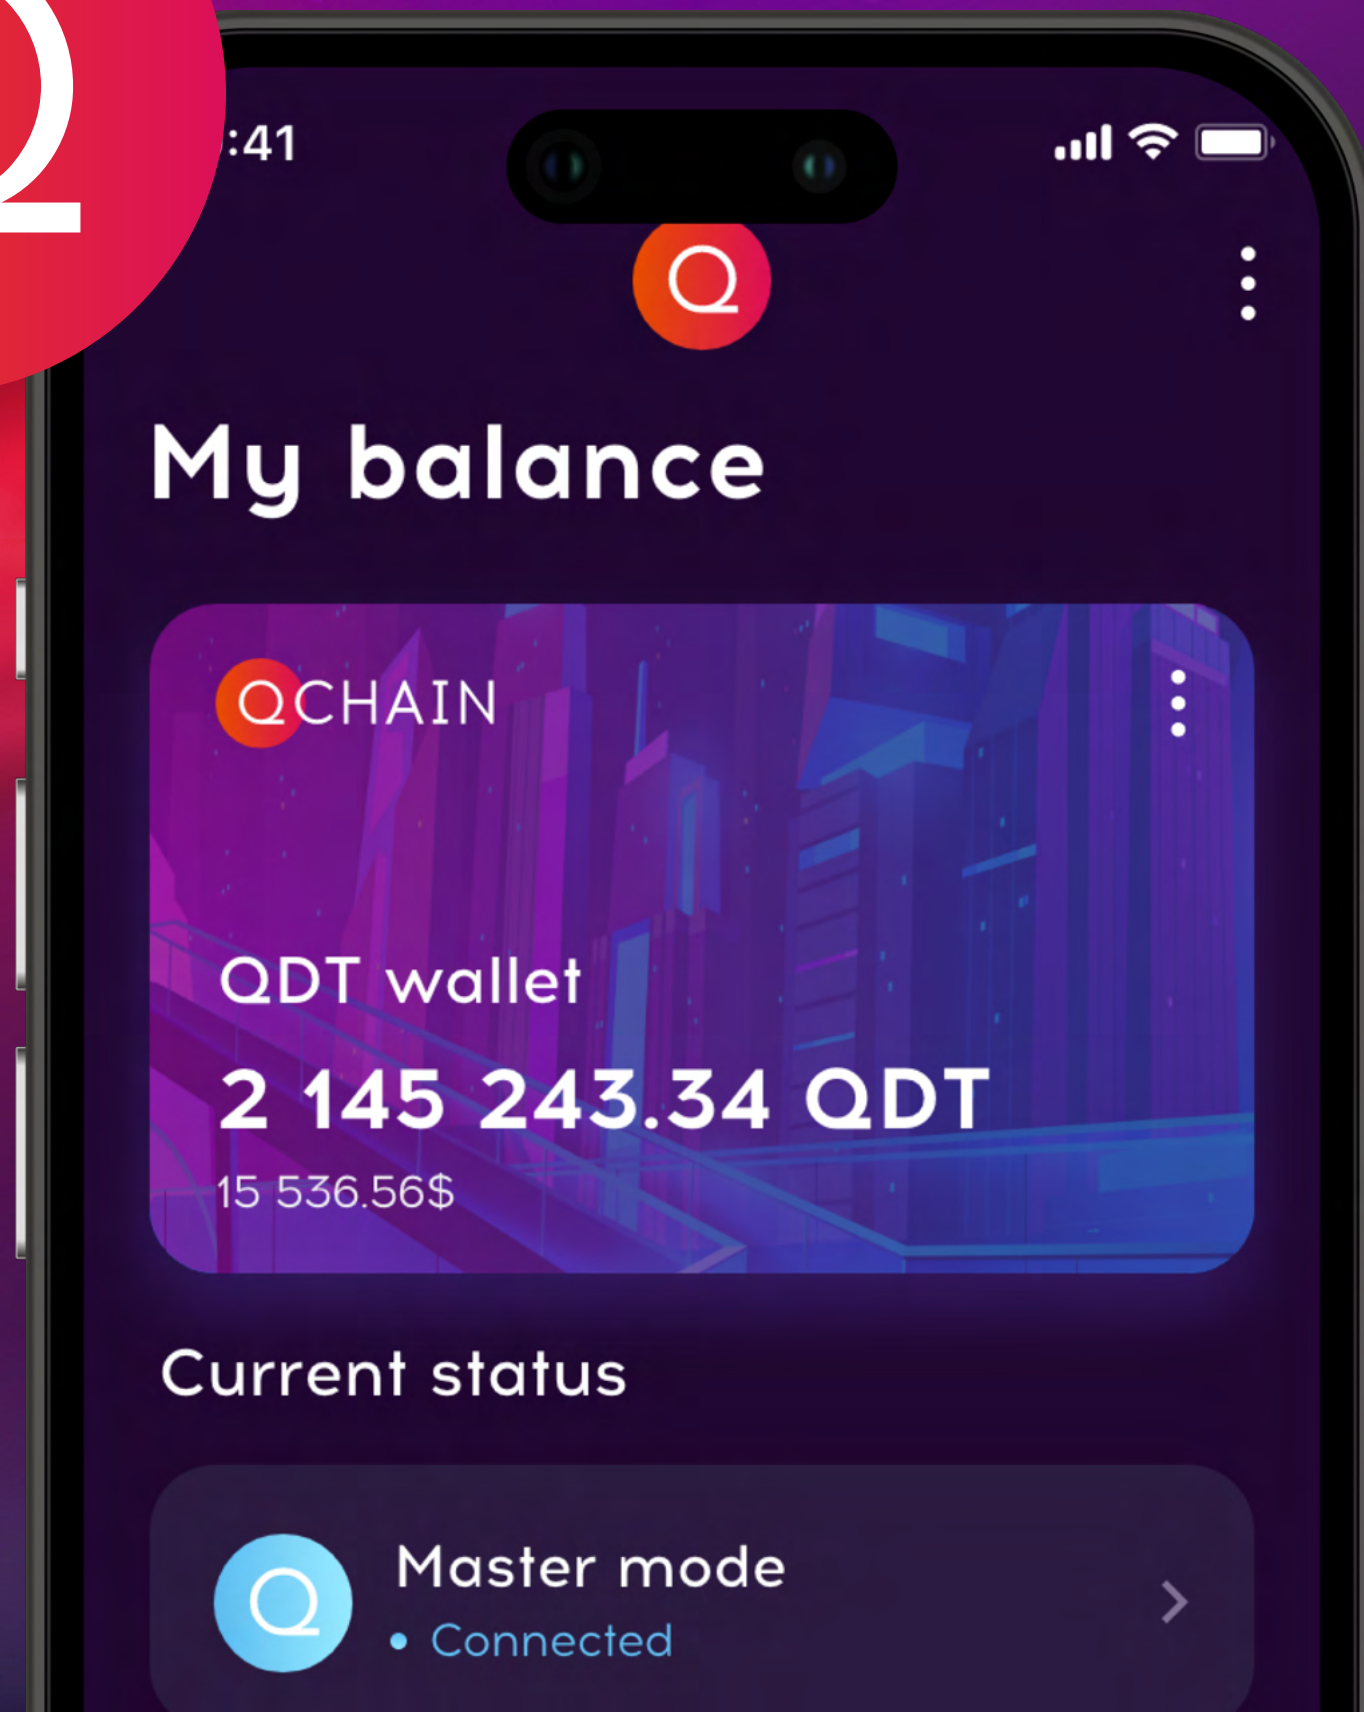 Q
:41
Q
My balance
QCHAIN
QDT wallet
2 145 243.34 QDT
15 536.56$
Current status
Q
Master mode
• Connected